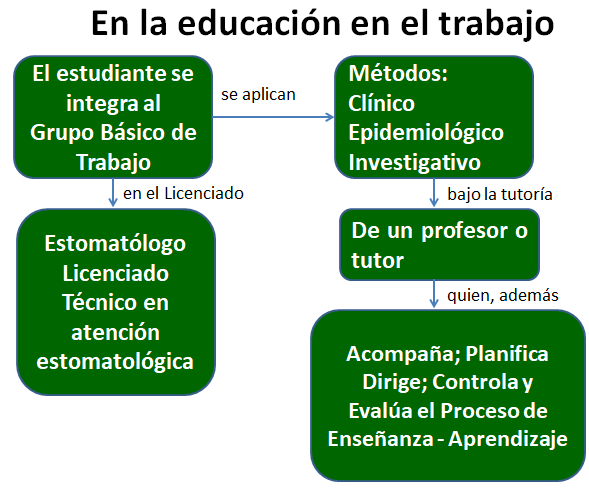 En la educación en el trabajo
El estudiante se
integra al
Grupo Básico de
Trabajo
se aplican
Métodos:
Clínico
Epidemiológico
Investigativo
en el Licenciado
bajo la tutoría
Estomatólogo
Licenciado
Técnico en
atención
estomatológica
De un profesor o
tutor
quien, además
Acompaña; Planifica
Dirige; Controla y
Evalúa el Proceso de
Enseñanza - Aprendizaje